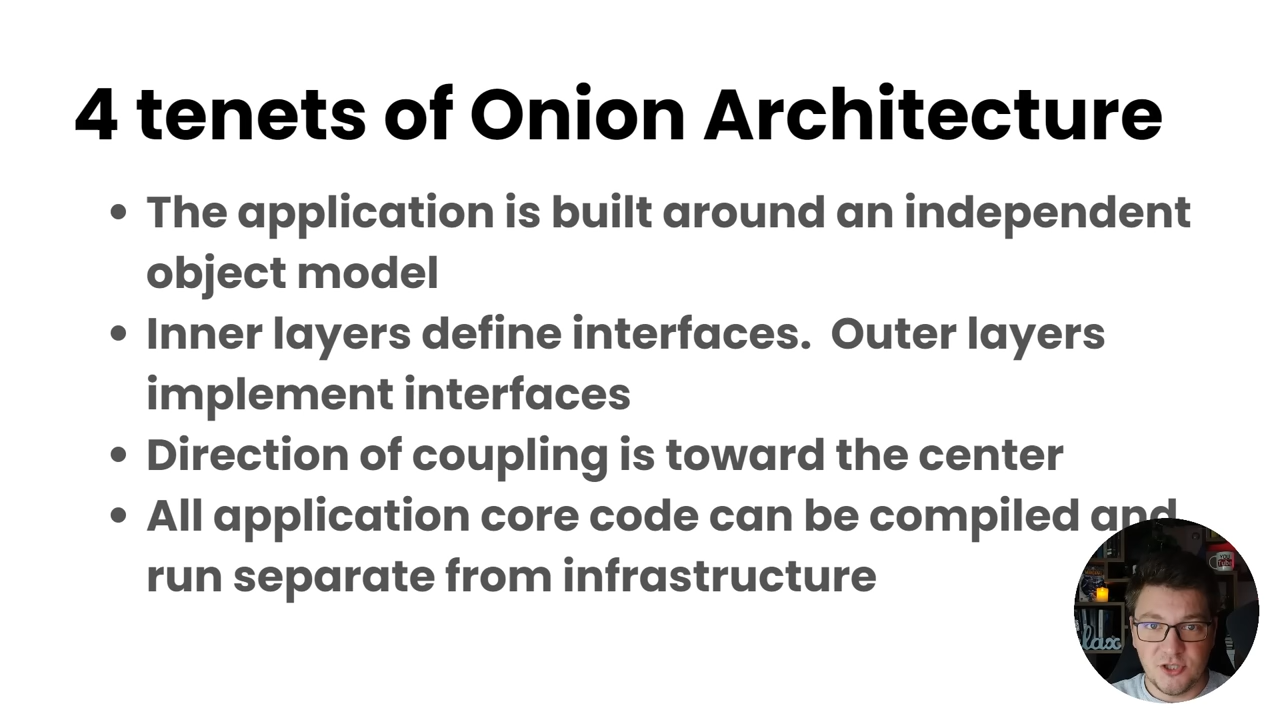 4 tenets of Onion Architecture
• The application is built around an independent
object model
• Inner layers define interfaces.  Outer layers
implement interfaces
• Direction of coupling is toward the center
• All application core code can be compiled and
run separate from infrastructure
You
Tube